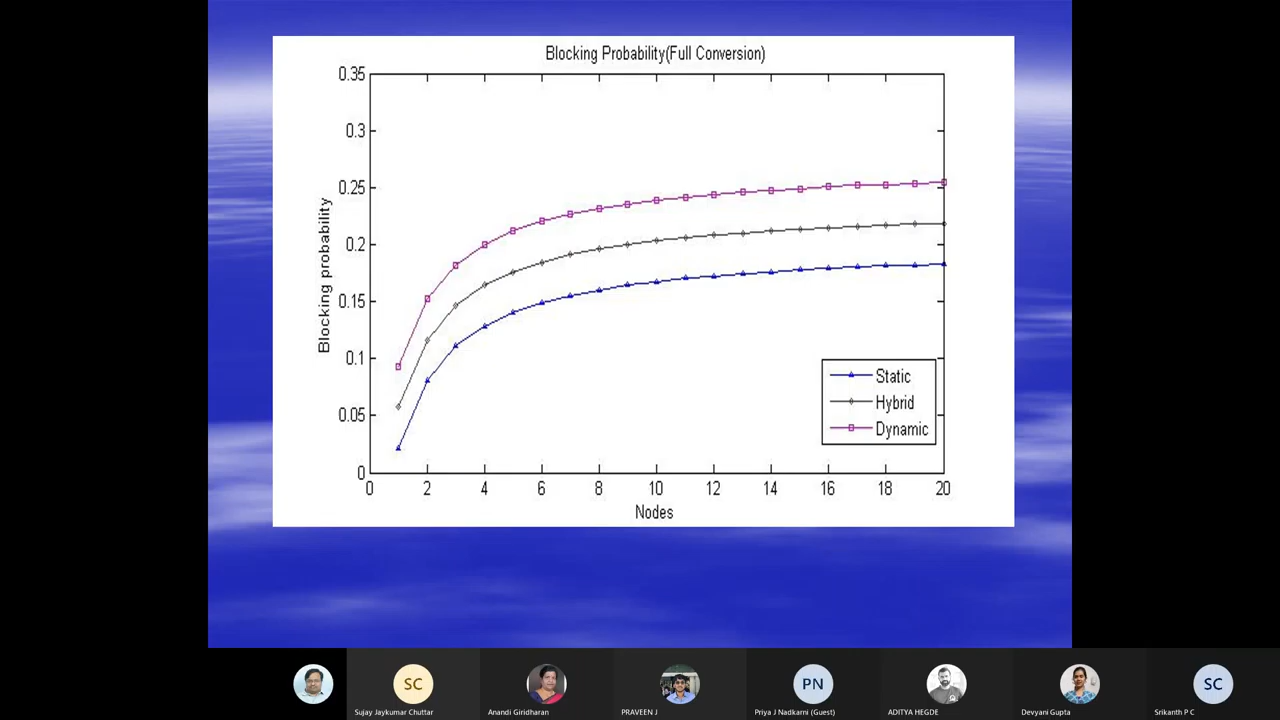 Blocking Probability(Full Conversion)
0.35
0.3
0.25
0.2
0.15
0.1
0.05
0
Blocking probability
0 2 4 6 8 10 12 14 16 18 20
Nodes
Static
Hybrid
Dynamic
SC PN SC
Sujay Jaykumar Chuttar Anandi Giridharan PRAVEEN J Priya J Nadkarni (Guest) ADITYA HEGDE Devyani Gupta Srikanth P C